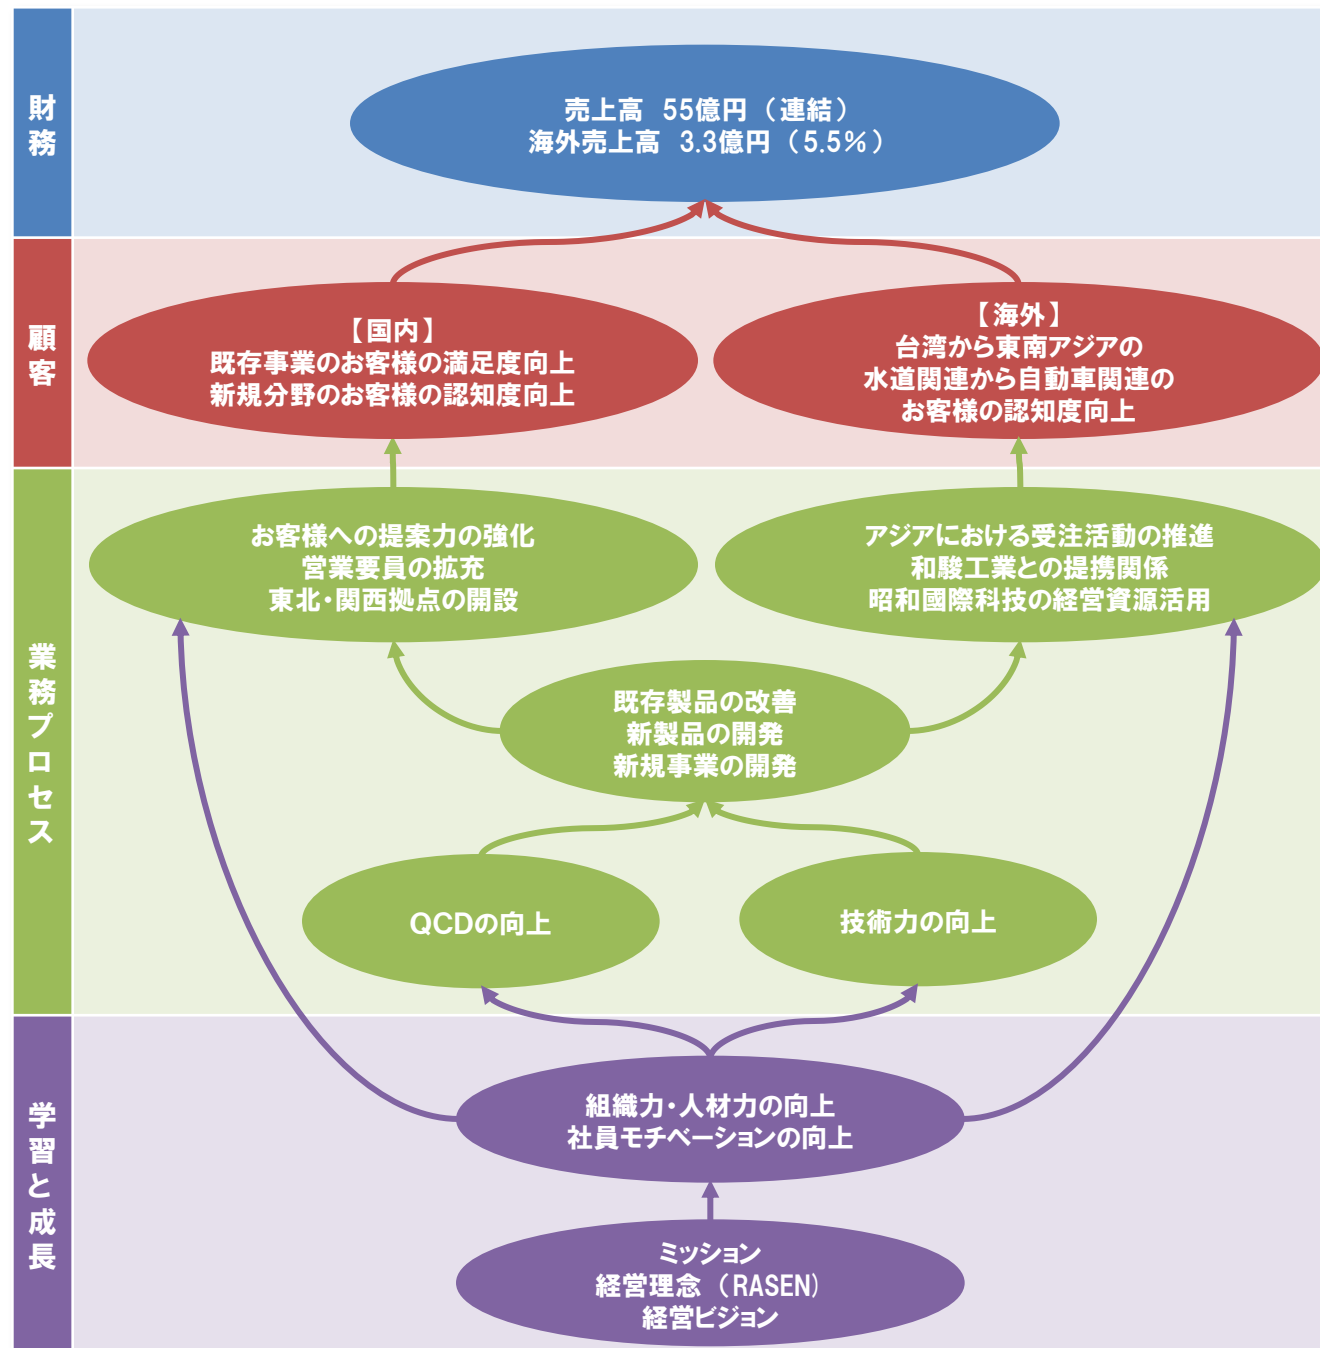 財務
売上高 55億円（連結）
海外売上高 3.3億円（5.5％）
顧客
【国内】
既存事業のお客様の満足度向上
新規分野のお客様の認知度向上
【海外】
台湾から東南アジアの
水道関連から自動車関連の
お客様の認知度向上
業務プロセス
お客様への提案力の強化
営業要員の拡充
東北・関西拠点の開設
アジアにおける受注活動の推進
和駿工業との提携関係
昭和國際科技の経営資源活用
既存製品の改善
新製品の開発
新規事業の開発
QCDの向上
技術力の向上
学習と成長
組織力・人材力の向上
社員モチベーションの向上
ミッション
経営理念（RASEN）
経営ビジョン